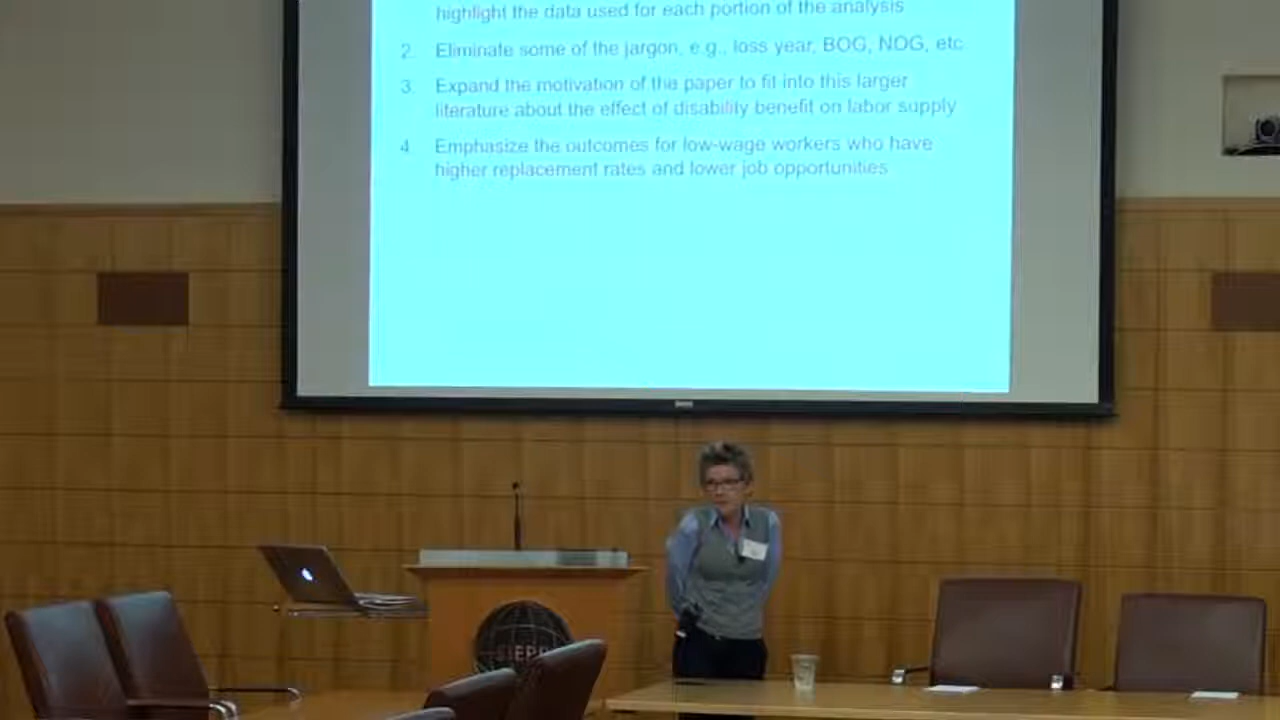 highlight the data used for each portion of the analysis
2. Eliminate some of the jargon, e.g., loss year, BOG, NOG, etc
3. Expand the motivation of the paper to fit into this larger
literature about the effect of disability benefit on labor supply
4. Emphasize the outcomes for low-wage workers who have
higher replacement rates and lower job opportunities
SIEPR